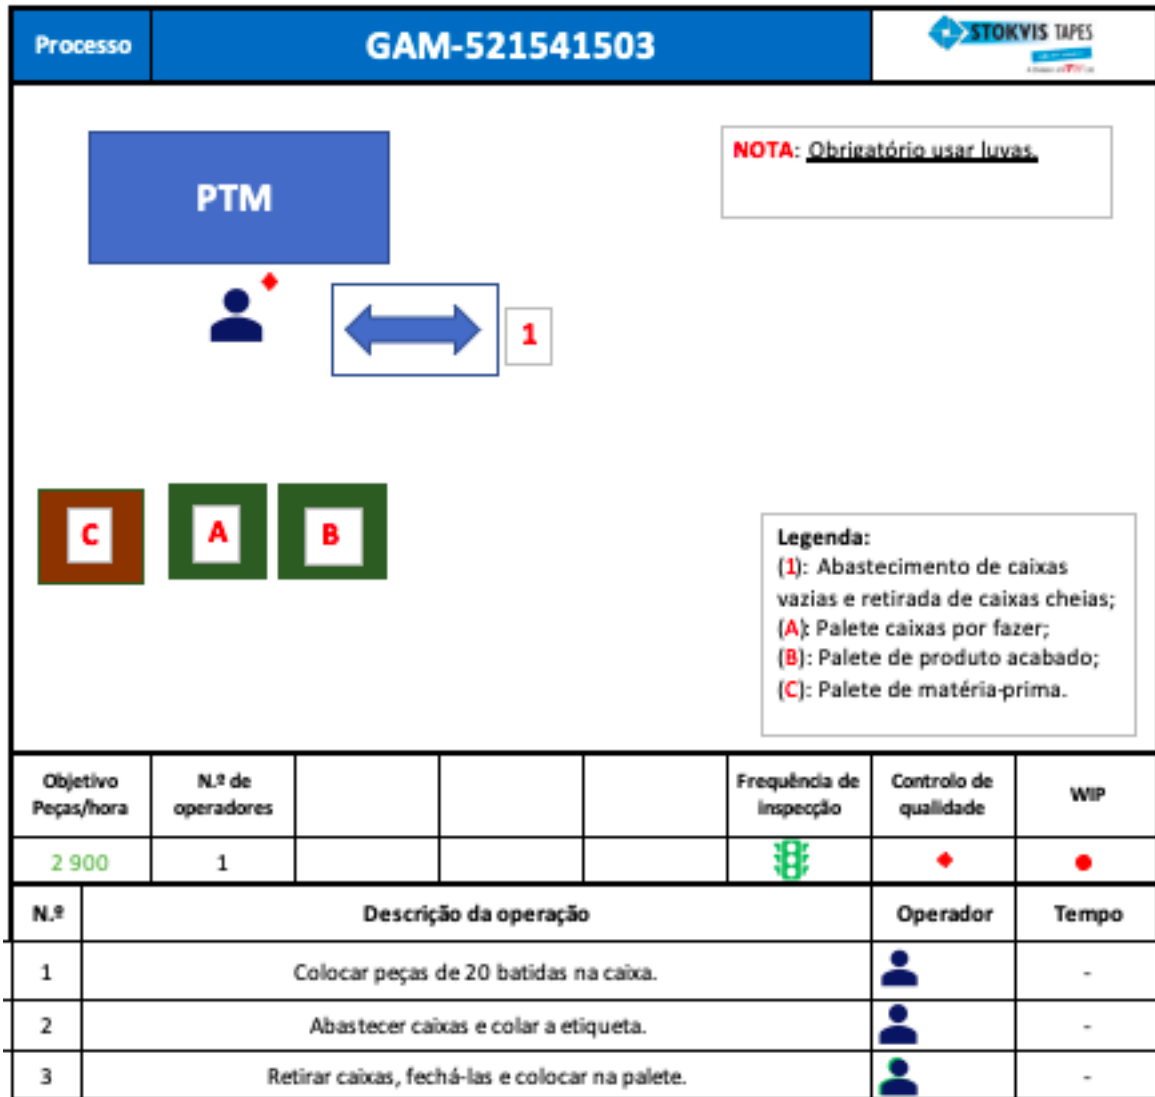 Processo
GAM-521541503
STOKVIS TAPES
PTM
NOTA: Obrigatório usar luvas.
1
C
A
B
Legenda:
(1): Abastecimento de caixas
vazias e retirada de caixas cheias;
(A): Palete caixas por fazer;
(B): Palete de produto acabado;
(C): Palete de matéria-prima.
Objetivo
Peças/hora
N.º de
operadores
Frequência de
inspecção
Controlo de
qualidade
WIP
2 900
1
N.º
Descrição da operação
Operador
Tempo
1
Colocar peças de 20 batidas na caixa.
-
2
Abastecer caixas e colar a etiqueta.
-
3
Retirar caixas, fechá-las e colocar na palete.
-